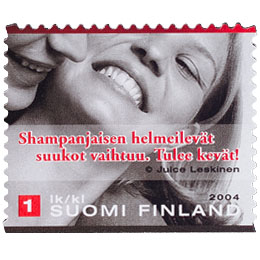 Shampanjaisen helmeilevät
suukot vaihtuu. Tulee kevät!
© Juice Leskinen
1 lk/kl 2004
SUOMI FINLAND